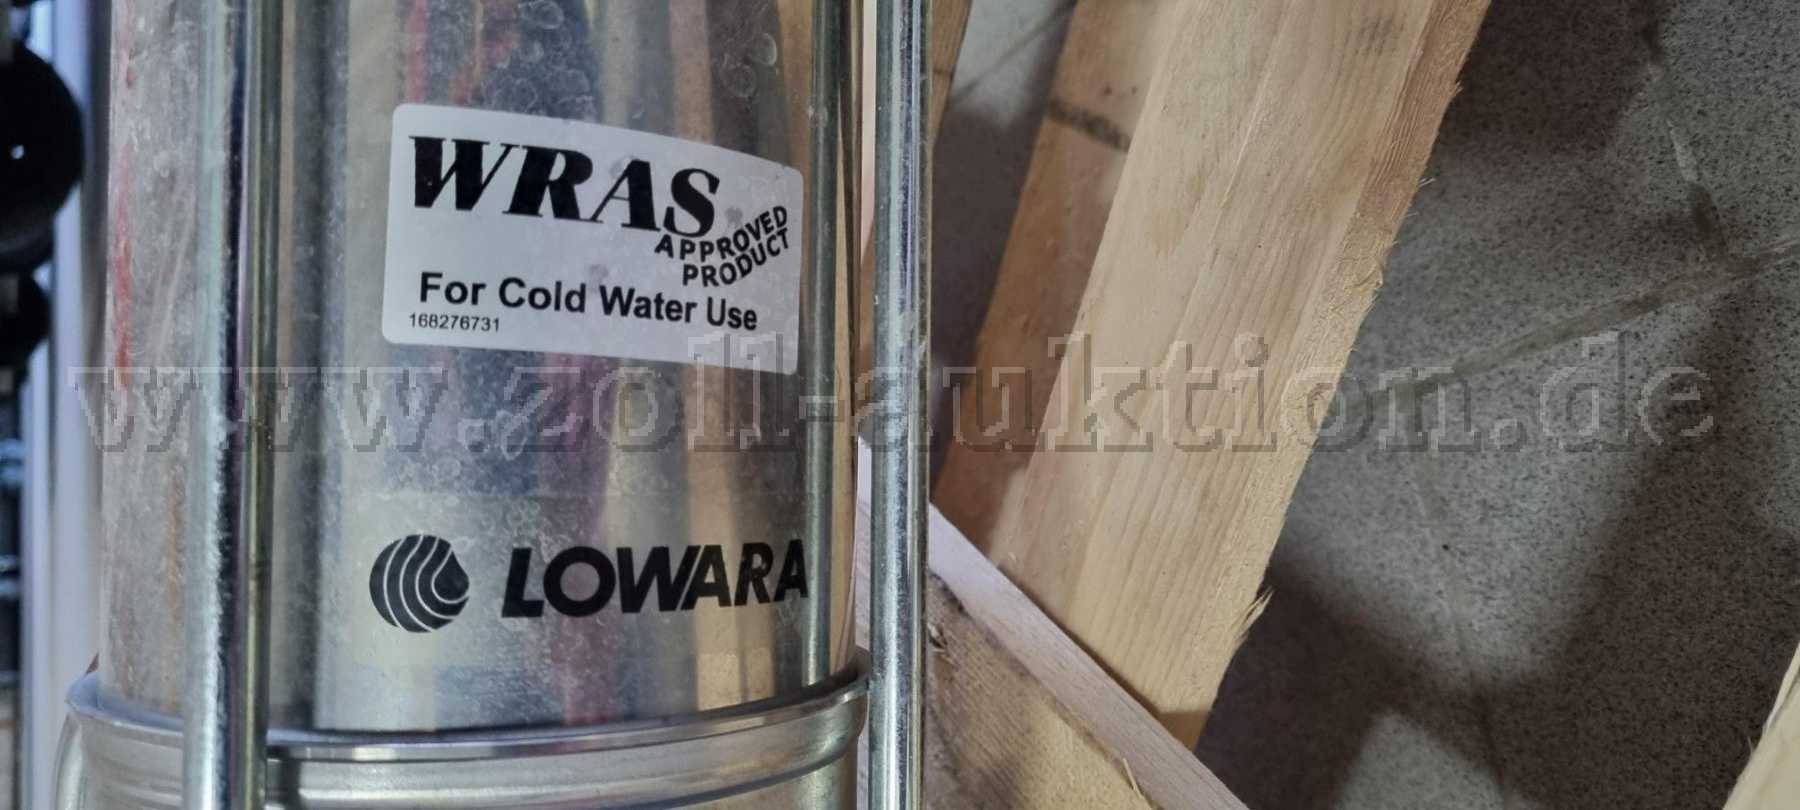 WRAS
APPROVED
PRODUCT
For Cold Water Use
168276731
www.zoll-auktion.de
LOWARA